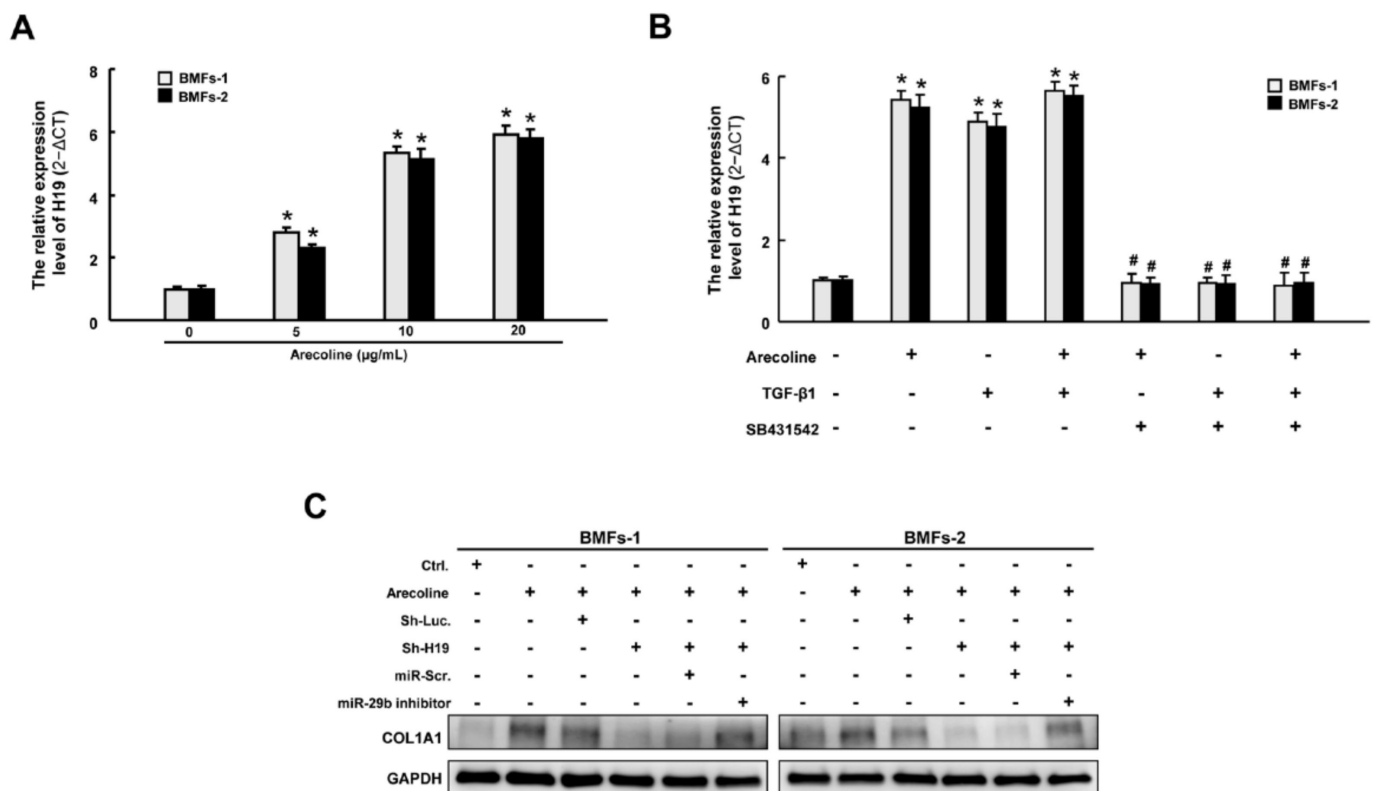 A
The relative expression
level of H19 (2−ΔCT)
8
6
4
2
0
BMFs-1
BMFs-2
* * * * * *
0 5 10 20
Arecoline (µg/mL)
B
The relative expression
level of H19 (2−ΔCT)
6
4
2
0
BMFs-1
BMFs-2
* * * * * *
# # # # # #
Arecoline - + - + + - +
TGF-β1 - - + + - + +
SB431542 - - - - + + +
C
BMFs-1 BMFs-2
Ctrl. + - - - - - + - - - - -
Arecoline - + + + + + - + + + + +
Sh-Luc. - - + - - - - - + - - -
Sh-H19 - - - + + + - - - + + +
miR-Scr. - - - - + - - - - - + -
miR-29b inhibitor - - - - - + - - - - - +
COL1A1
GAPDH